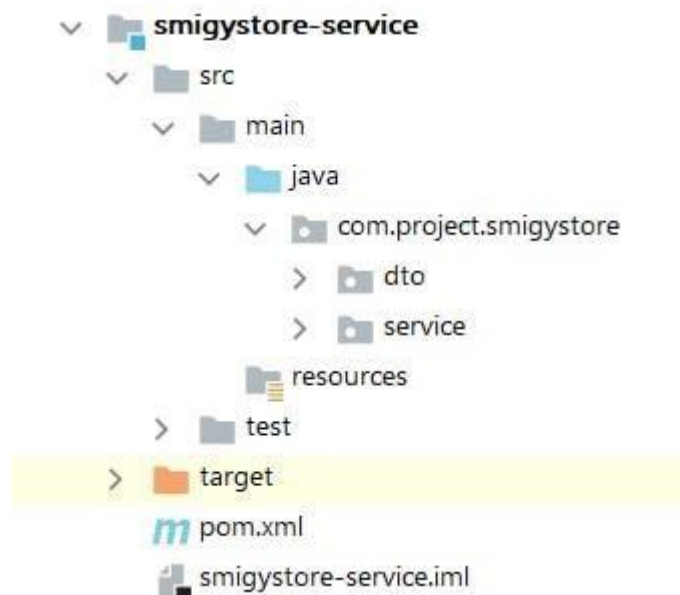 smigystore-service
src
main
java
com.project.smigystore
dto
service
resources
test
target
m pom.xml
smigystore-service.iml